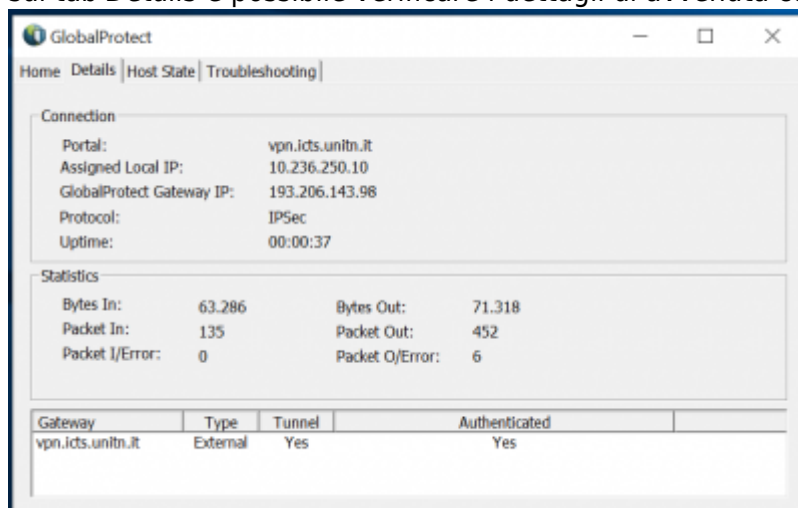 GlobalProtect
Home Details Host State Troubleshooting
Connection
Portal: vpn.icts.unitn.it
Assigned Local IP: 10.236.250.10
GlobalProtect Gateway IP: 193.206.143.98
Protocol: IPSec
Uptime: 00:00:37
Statistics
Bytes In: 63.286 Bytes Out: 71.318
Packet In: 135 Packet Out: 452
Packet I/Error: 0 Packet O/Error: 6
Gateway Type Tunnel Authenticated
vpn.icts.unitn.it External Yes Yes